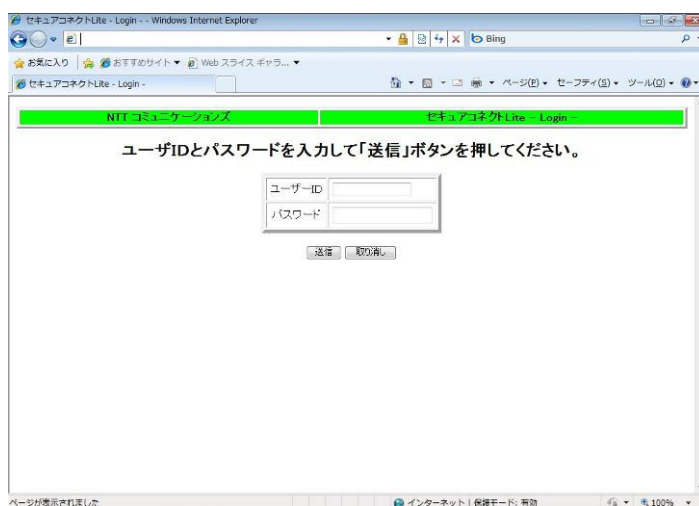 セキュアコネクトLite - Login - - Windows Internet Explorer
Bing
お気に入り おすすめサイト Web スライス ギャラ...
セキュアコネクトLite - Login -
ページ(P) セーフティ(S) ツール(O)
NTT コミュニケーションズ
セキュアコネクトLite － Login －
ユーザIDとパスワードを入力して「送信」ボタンを押してください。
ユーザーID
パスワード
送信 取り消し
ページが表示されました
インターネット | 保護モード: 有効
100%